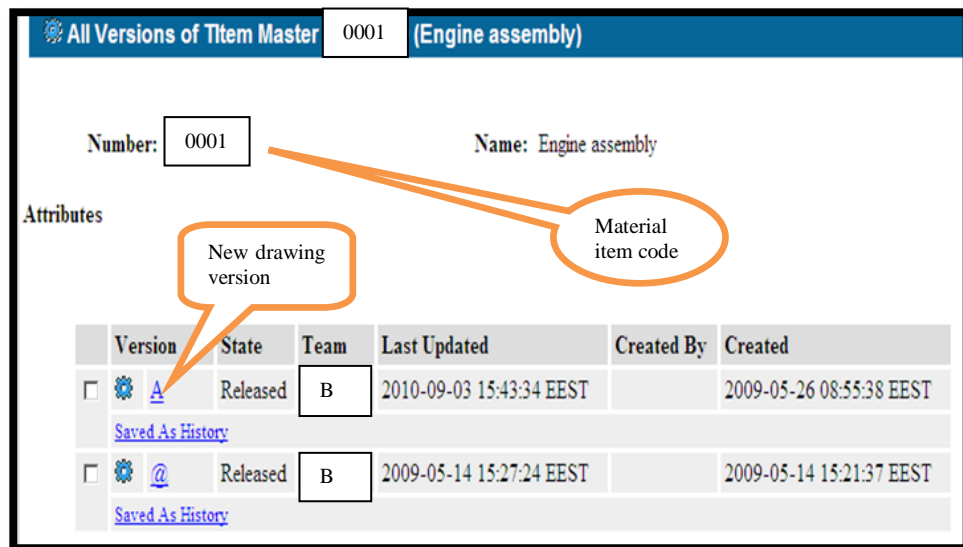 All Versions of TItem Master 0001 (Engine assembly)
Number: 0001 Name: Engine assembly
Material
item code
Attributes
New drawing
version
Version State Team Last Updated Created By Created
A Released B 2010-09-03 15:43:34 EEST 2009-05-26 08:55:38 EEST
Saved As History
@ Released B 2009-05-14 15:27:24 EEST 2009-05-14 15:21:37 EEST
Saved As History